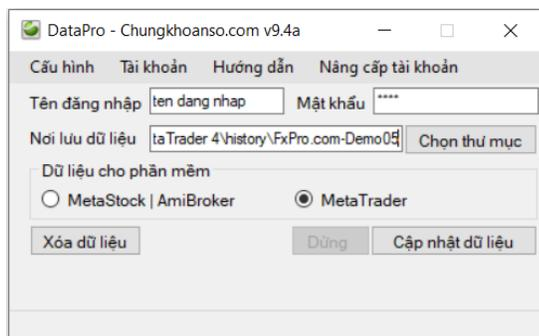 DataPro - Chungkhoanso.com v9.4a
Cấu hình Tài khoản Hướng dẫn Nâng cấp tài khoản
Tên đăng nhập ten dang nhap Mật khẩu ****
Nơi lưu dữ liệu taTrader 4\history\FxPro.com-Demo05 Chọn thư mục
Dữ liệu cho phần mềm
MetaStock | AmiBroker MetaTrader
Xóa dữ liệu Dừng Cập nhật dữ liệu